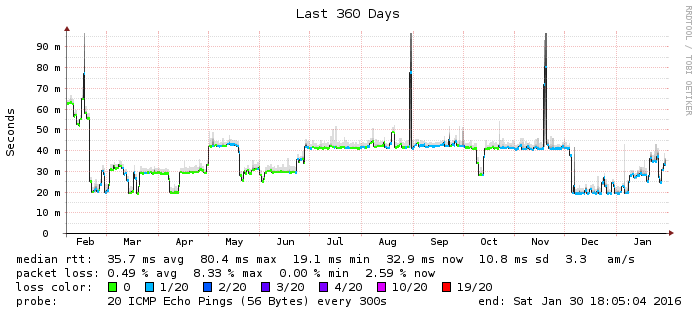 Last 360 Days
RRDTOOL / TOBI OETIKER
Seconds
90 m
80 m
70 m
60 m
50 m
40 m
30 m
20 m
10 m
0
Feb Mar Apr May Jun Jul Aug Sep Oct Nov Dec Jan
median rtt: 35.7 ms avg 80.4 ms max 19.1 ms min 32.9 ms now 10.8 ms sd 3.3 am/s
packet loss: 0.49 % avg 8.33 % max 0.00 % min 2.59 % now
loss color: 0 1/20 2/20 3/20 4/20 10/20 19/20
probe: 20 ICMP Echo Pings (56 Bytes) every 300s end: Sat Jan 30 18:05:04 2016